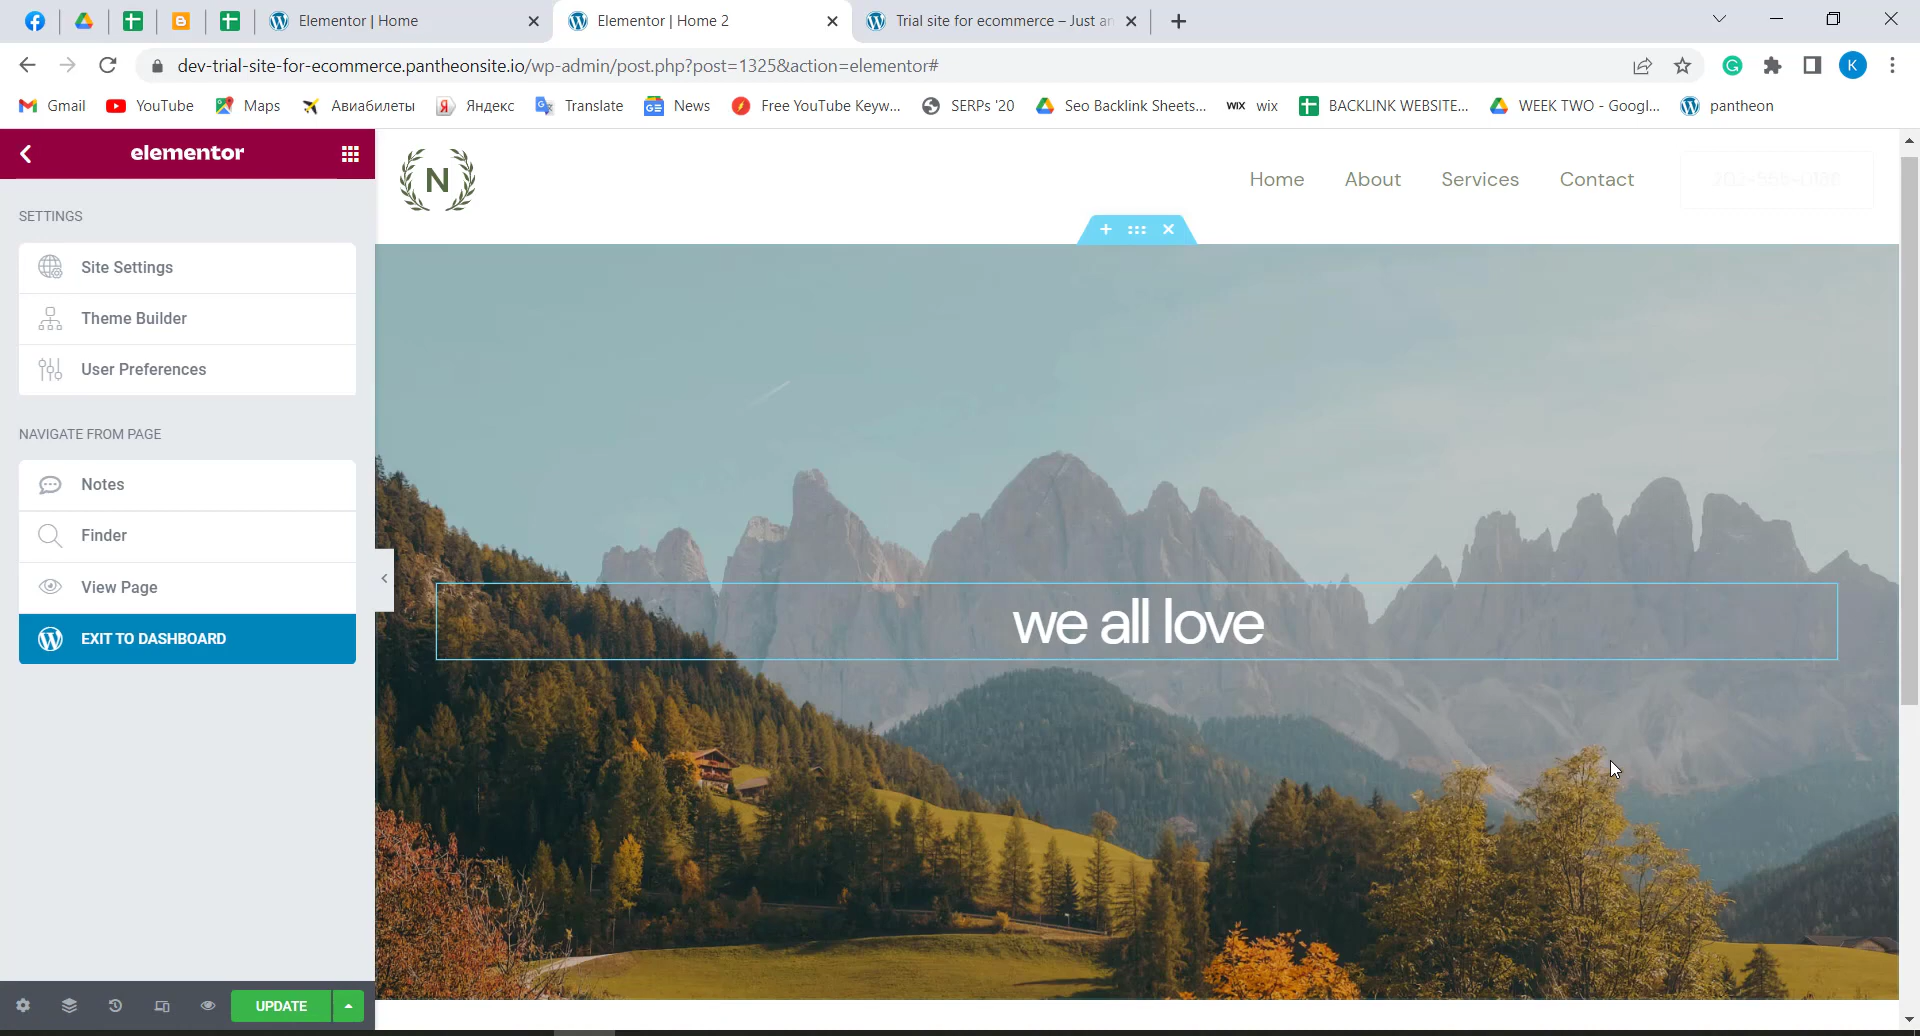 Elementor | Home
Elementor | Home 2
Trial site for ecommerce – Just an
dev-trial-site-for-ecommerce.pantheonsite.io/wp-admin/post.php?post=1325&action=elementor#
K
Gmail
YouTube
Maps
Авиабилеты
Яндекс
Translate
News
Free YouTube Keyw...
SERPs '20
Seo Backlink Sheets...
WIX wix
BACKLINK WEBSITE...
WEEK TWO - Googl...
pantheon
elementor
N
Home
About
Services
Contact
SETTINGS
Site Settings
Theme Builder
User Preferences
NAVIGATE FROM PAGE
Notes
Finder
View Page
EXIT TO DASHBOARD
we all love
UPDATE